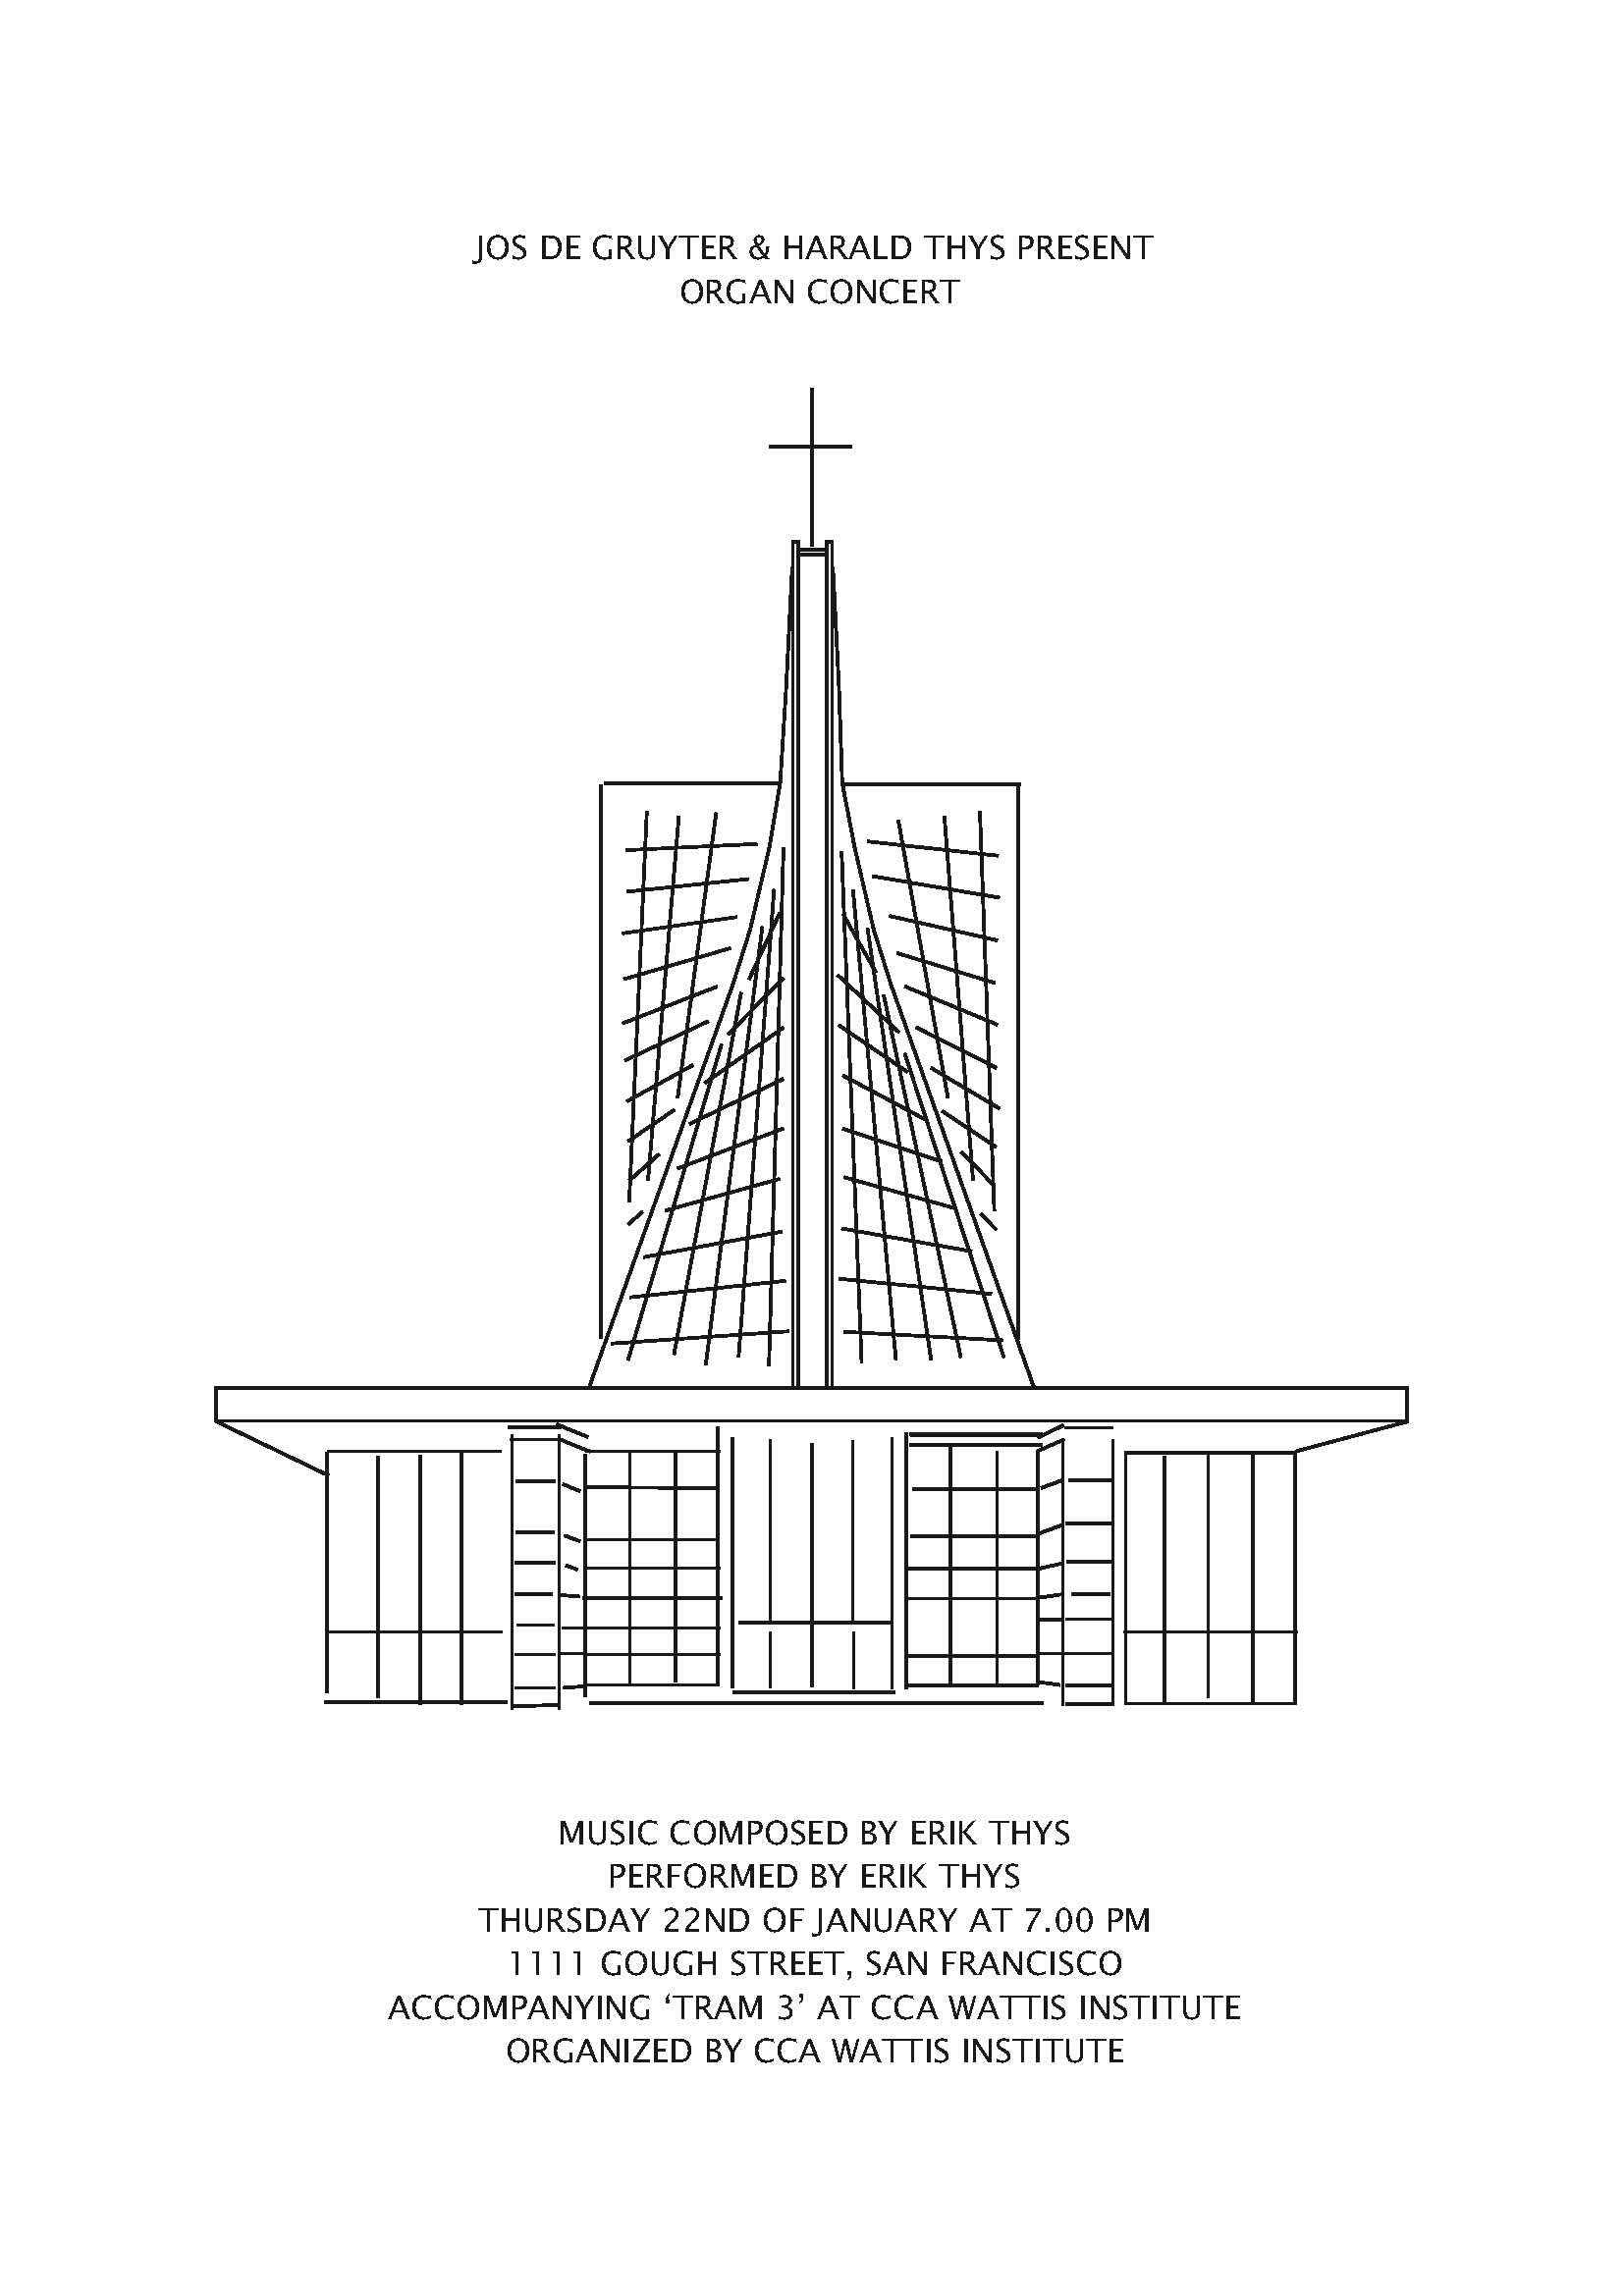 JOS DE GRUYTER & HARALD THYS PRESENT
ORGAN CONCERT
MUSIC COMPOSED BY ERIK THYS
PERFORMED BY ERIK THYS
THURSDAY 22ND OF JANUARY AT 7.00 PM
1111 GOUGH STREET, SAN FRANCISCO
ACCOMPANYING ‘TRAM 3’ AT CCA WATTIS INSTITUTE
ORGANIZED BY CCA WATTIS INSTITUTE